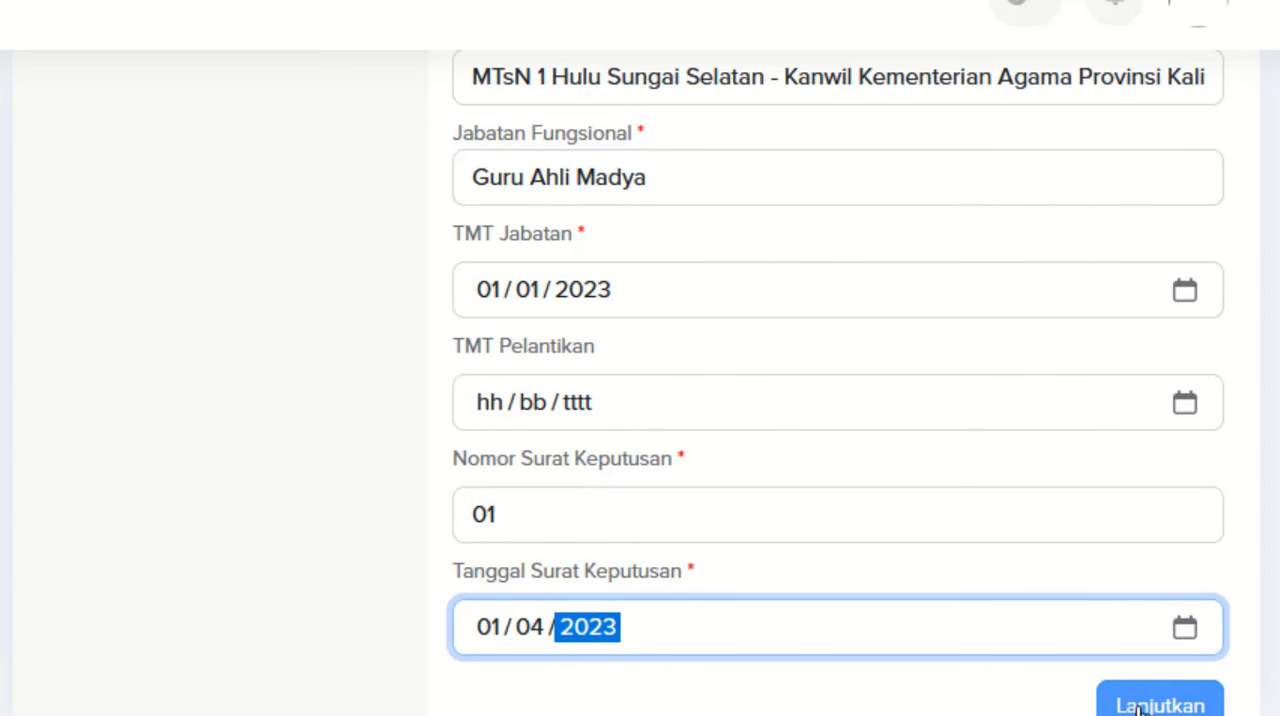 MTsN 1 Hulu Sungai Selatan - Kanwil Kementerian Agama Provinsi Kali
Jabatan Fungsional *
Guru Ahli Madya
TMT Jabatan *
01/01/2023
TMT Pelantikan
hh/bb/tttt
Nomor Surat Keputusan *
01
Tanggal Surat Keputusan *
01/04/2023
Lanjutkan